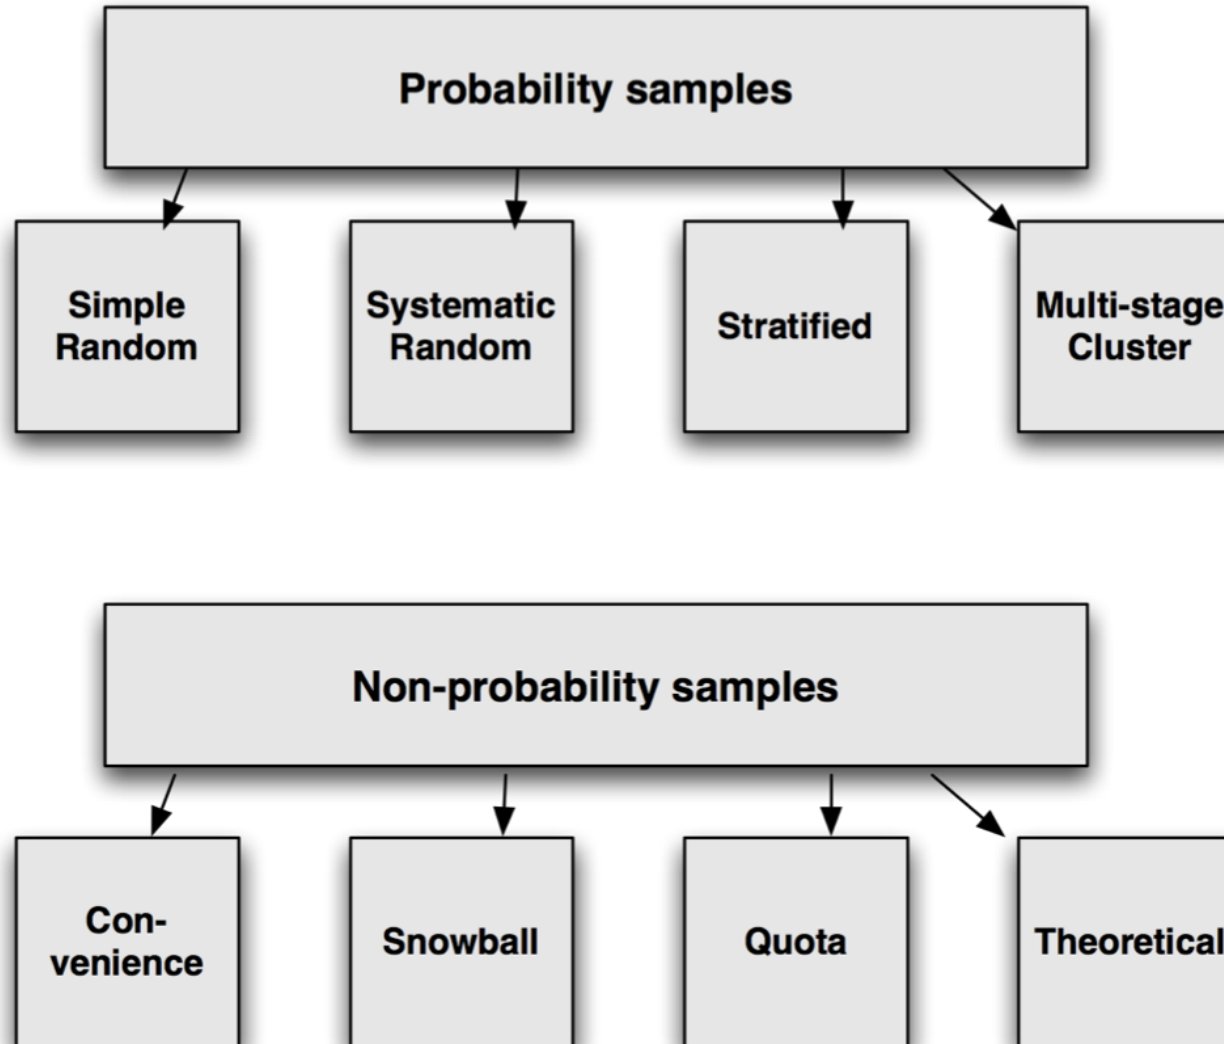 Probability samples
Simple
Random
Systematic
Random
Stratified
Multi-stage
Cluster
Non-probability samples
Con-
venience
Snowball
Quota
Theoretical